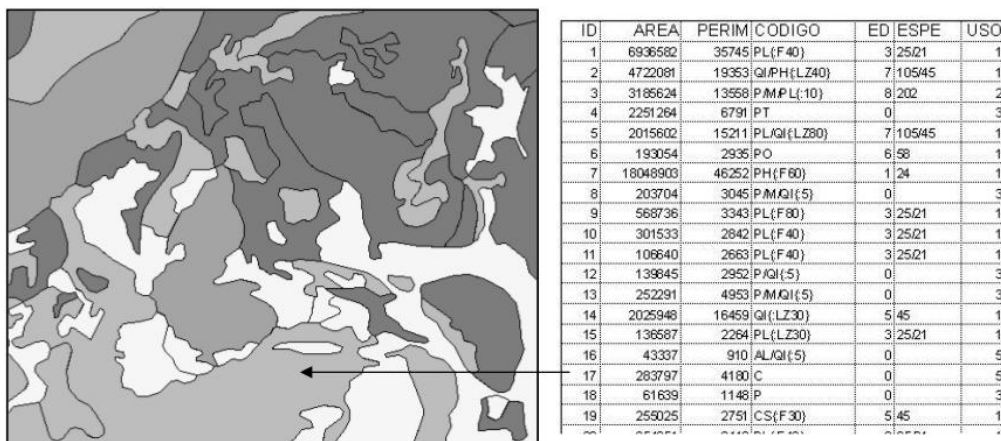 ID AREA PERIM CODIGO ED ESPE USO
1 6936582 35745 PL{:F40} 3 25/21 1
2 4722081 19353 QI/PH{:LZ40} 7 105/45 1
3 3185624 13558 P/M/PL{:10} 8 202 2
4 2251264 6791 PT 0 3
5 2015602 15211 PL/QI{:LZ80} 7 105/45 1
6 193054 2935 PO 6 58 1
7 18048903 46252 PH{:F60} 1 24 1
8 203704 3045 P/M/QI{:5} 0 3
9 568736 3343 PL{:F80} 3 25/21 1
10 301533 2842 PL{:F40} 3 25/21 1
11 106640 2663 PL{:F40} 3 25/21 1
12 139845 2952 P/QI{:5} 0 3
13 252291 4953 P/M/QI{:5} 0 3
14 2025948 16459 QI{:LZ30} 5 45 1
15 136587 2264 PL{:LZ30} 3 25/21 1
16 43337 910 AL/QI{:5} 0 5
17 283797 4180 C 0 5
18 61639 1148 P 0 3
19 255025 2751 CS{:F30} 5 45 1